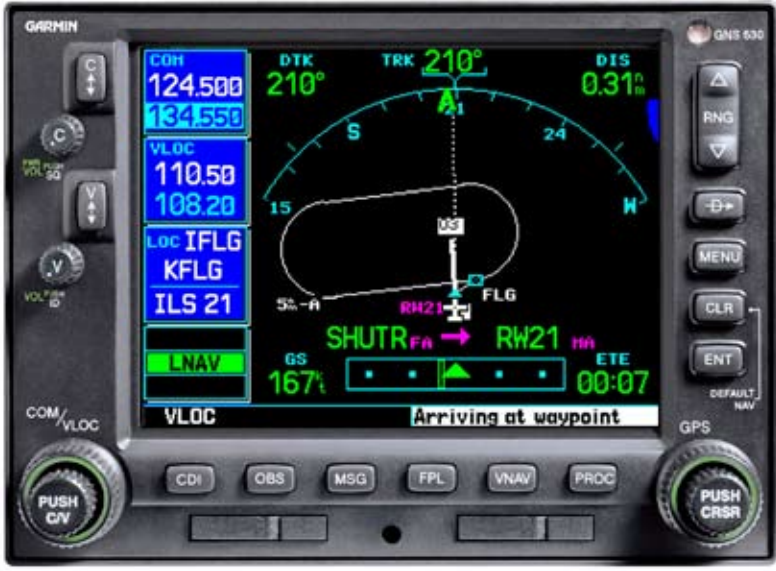 GARMIN
GNS 530
C
COM
124.500
134.550
DTK
210°
TRK 210°
DIS
0.31
RNG
.C
PWR
VOL
PUSH
SQ
VLOC
110.50
108.20
V
S
21
24
15
W
D
LOC IFLG
KFLG
ILS 21
03
MENU
.V
VOL
PUSH
ID
5 -A
FLG
RW21
CLR
LNAV
SHUTR FA → RW21 MA
GS
167
ETE
00:07
ENT
DEFAULT
NAV
COM/VLOC
VLOC
Arriving at waypoint
GPS
PUSH
C/V
CDI
OBS
MSG
FPL
VNAV
PROC
PUSH
CRSR